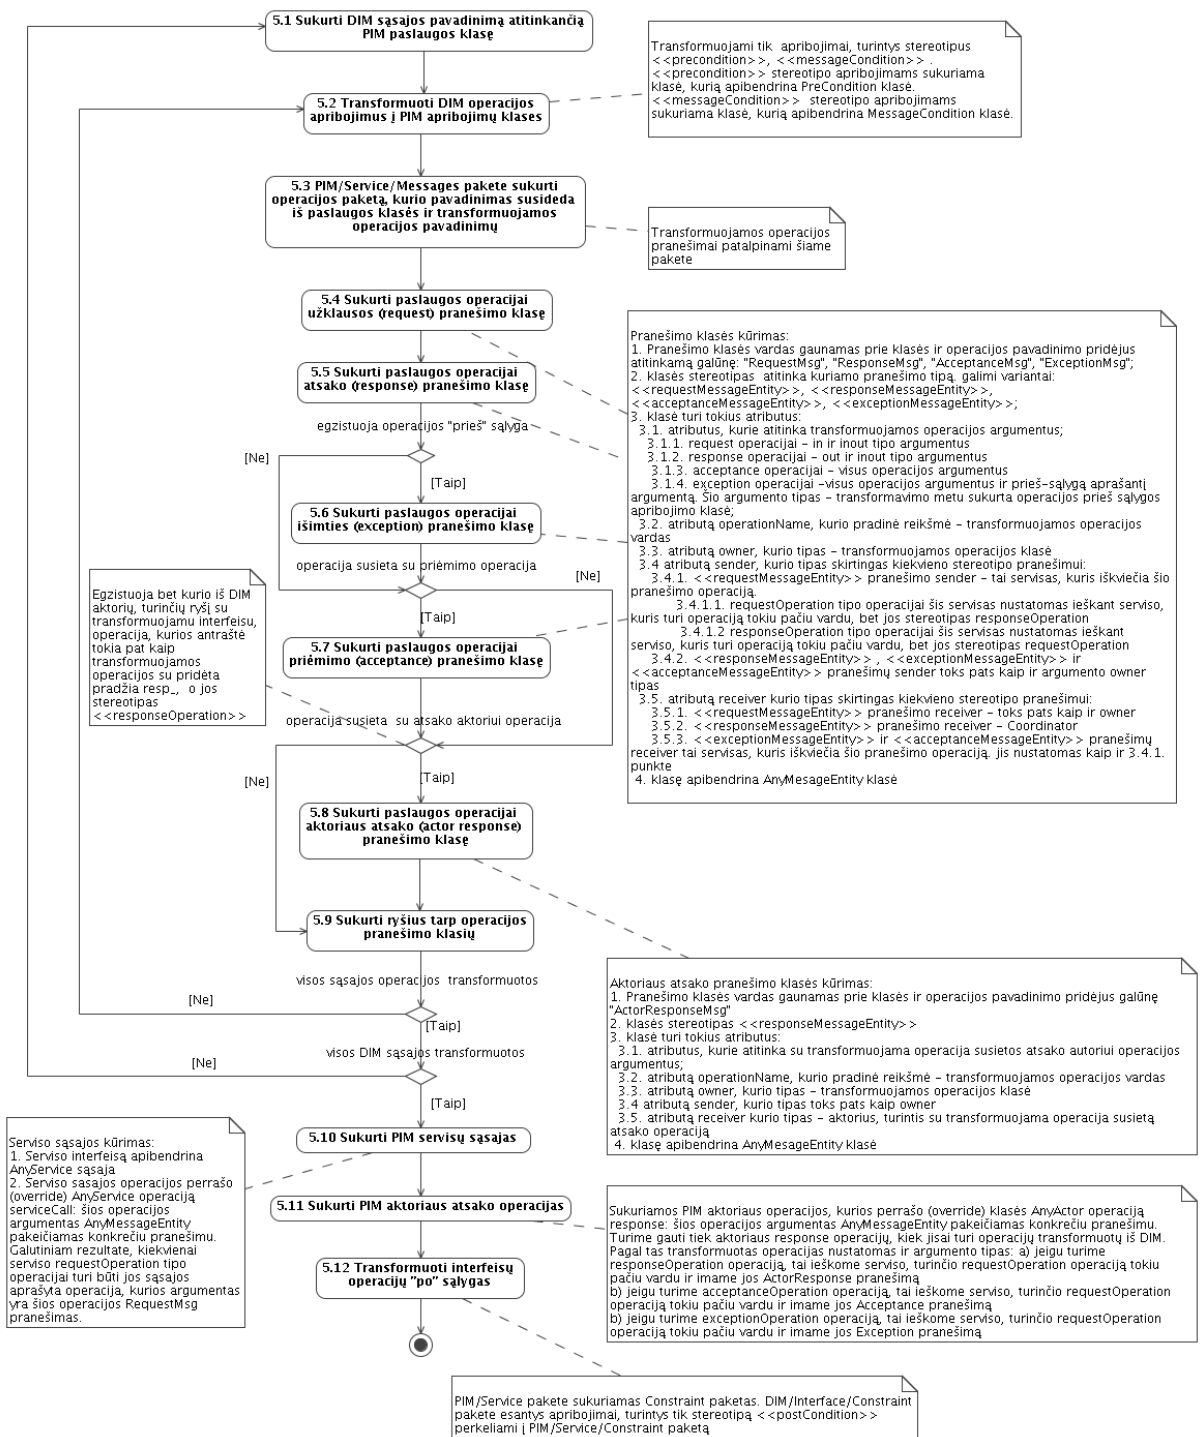 5.1 Sukurti DIM sąsajos pavadinimą atitinkančią
PIM paslaugos klasę
Transformuojami tik apribojimai, turintys stereotipus
<<precondition>>, <<messageCondition>> .
<<precondition>> stereotipo apribojimams sukuriama
klasė, kurią apibendrina PreCondition klasė.
<<messageCondition>> stereotipo apribojimams
sukuriama klasė, kurią apibendrina MessageCondition klasė.
5.2 Transformuoti DIM operacijos
apribojimus į PIM apribojimų klases
5.3 PIM/Service/Messages pakete sukurti
operacijos paketą, kurio pavadinimas susideda
iš paslaugos klasės ir transformuojamos
operacijos pavadinimų
Transformuojamos operacijos
pranešimai patalpinami šiame
pakete
5.4 Sukurti paslaugos operacijai
užklausos (request) pranešimo klasę
5.5 Sukurti paslaugos operacijai
atsako (response) pranešimo klasę
egzistuoja operacijos "prieš" sąlyga
[Ne]
[Taip]
5.6 Sukurti paslaugos operacijai
išimties (exception) pranešimo klasę
operacija susieta su priėmimo operacija
[Ne]
[Taip]
5.7 Sukurti paslaugos operacijai
priėmimo (acceptance) pranešimo klasę
Pranešimo klasės kūrimas:
1. Pranešimo klasės vardas gaunamas prie klasės ir operacijos pavadinimo pridėjus
atitinkamą galūnę: "RequestMsg", "ResponseMsg", "AcceptanceMsg", "ExceptionMsg";
2. klasės stereotipas atitinka kuriamo pranešimo tipą. galimi variantai:
<<requestMessageEntity>>, <<responseMessageEntity>>,
<<acceptanceMessageEntity>>, <<exceptionMessageEntity>>;
3. klasė turi tokius atributus:
3.1. atributus, kurie atitinka transformuojamos operacijos argumentus;
3.1.1. request operacijai – in ir inout tipo argumentus
3.1.2. response operacijai – out ir inout tipo argumentus
3.1.3. acceptance operacijai – visus operacijos argumentus
3.1.4. exception operacijai –visus operacijos argumentus ir prieš-sąlygą aprašantį
argumentą. Šio argumento tipas – transformavimo metu sukurta operacijos prieš sąlygos
apribojimo klasė;
3.2. atributą operationName, kurio pradinė reikšmė – transformuojamos operacijos
vardas
3.3. atributą owner, kurio tipas – transformuojamos operacijos klasė
3.4 atributą sender, kurio tipas skirtingas kiekvieno stereotipo pranešimui:
3.4.1. <<requestMessageEntity>> pranešimo sender – tai servisas, kuris iškviečia šio
pranešimo operaciją.
3.4.1.1. requestOperation tipo operacijai šis servisas nustatomas ieškant serviso,
kuris turi operaciją tokiu pačiu vardu, bet jos stereotipas responseOperation
3.4.1.2 responseOperation tipo operacijai šis servisas nustatomas ieškant
serviso, kuris turi operaciją tokiu pačiu vardu, bet jos stereotipas requestOperation
3.4.2. <<responseMessageEntity>> , <<exceptionMessageEntity>> ir
<<acceptanceMessageEntity>> pranešimų sender toks pats kaip ir argumento owner
tipas
3.5. atributą receiver kurio tipas skirtingas kiekvieno stereotipo pranešimui:
3.5.1. <<requestMessageEntity>> pranešimo receiver – toks pats kaip ir owner
3.5.2. <<responseMessageEntity>> pranešimo receiver – Coordinator
3.5.3. <<exceptionMessageEntity>> ir <<acceptanceMessageEntity>> pranešimų
receiver tai servisas, kuris iškviečia šio pranešimo operaciją. jis nustatomas kaip ir 3.4.1.
punkte
4. klasę apibendrina AnyMesageEntity klasė
Egzistuoja bet kurio iš DIM
aktorių, turinčių ryšį su
transformuojamu interfeisu,
operacija, kurios antraštė
tokia pat kaip
transformuojamos
operacijos su pridėta
pradžia resp_, o jos
stereotipas
<<responseOperation>>
operacija susieta su atsako aktoriui operacija
[Ne]
[Taip]
5.8 Sukurti paslaugos operacijai
aktoriaus atsako (actor response)
pranešimo klasę
5.9 Sukurti ryšius tarp operacijos
pranešimo klasių
visos sąsajos operacijos transformuotos
[Ne]
[Taip]
visos DIM sąsajos transformuotos
[Ne]
[Taip]
Aktoriaus atsako pranešimo klasės kūrimas:
1. Pranešimo klasės vardas gaunamas prie klasės ir operacijos pavadinimo pridėjus galūnę
"ActorResponseMsg"
2. klasės stereotipas <<responseMessageEntity>>
3. klasė turi tokius atributus:
3.1. atributus, kurie atitinka su transformuojama operacija susietos atsako autoriui operacijos
argumentus;
3.2. atributą operationName, kurio pradinė reikšmė – transformuojamos operacijos vardas
3.3. atributą owner, kurio tipas – transformuojamos operacijos klasė
3.4 atributą sender, kurio tipas toks pats kaip owner
3.5. atributą receiver kurio tipas – aktorius, turintis su transformuojama operacija susietą
atsako operaciją
4. klasę apibendrina AnyMesageEntity klasė
Serviso sąsajos kūrimas:
1. Serviso interfeisą apibendrina
AnyService sąsaja
2. Serviso sasajos operacijos perrašo
(override) AnyService operaciją
serviceCall: šios operacijos
argumentas AnyMessageEntity
pakeičiamas konkrečiu pranešimu.
Galutiniam rezultate, kiekvienai
serviso requestOperation tipo
operacijai turi būti jos sąsajos
aprašyta operacija, kurios argumentas
yra šios operacijos RequestMsg
pranešimas.
5.10 Sukurti PIM servisų sąsajas
5.11 Sukurti PIM aktoriaus atsako operacijas
Sukuriamos PIM aktoriaus operacijos, kurios perrašo (override) klasės AnyActor operaciją
response: šios operacijos argumentas AnyMessageEntity pakeičiamas konkrečiu pranešimu.
Turime gauti tiek aktoriaus response operacijų, kiek jisai turi operacijų transformuotų iš DIM.
Pagal tas transformuotas operacijas nustatomas ir argumento tipas: a) jeigu turime
responseOperation operaciją, tai ieškome serviso, turinčio requestOperation operaciją tokiu
pačiu vardu ir imame jos ActorResponse pranešimą
b) jeigu turime acceptanceOperation operaciją, tai ieškome serviso, turinčio requestOperation
operaciją tokiu pačiu vardu ir imame jos Acceptance pranešimą
b) jeigu turime exceptionOperation operaciją, tai ieškome serviso, turinčio requestOperation
operaciją tokiu pačiu vardu ir imame jos Exception pranešimą
5.12 Transformuoti interfeisų
operacijų "po" sąlygas
PIM/Service pakete sukuriamas Constraint paketas. DIM/Interface/Constraint
pakete esantys apribojimai, turintys tik stereotipą <<postCondition>>
perkeliami į PIM/Service/Constraint paketą